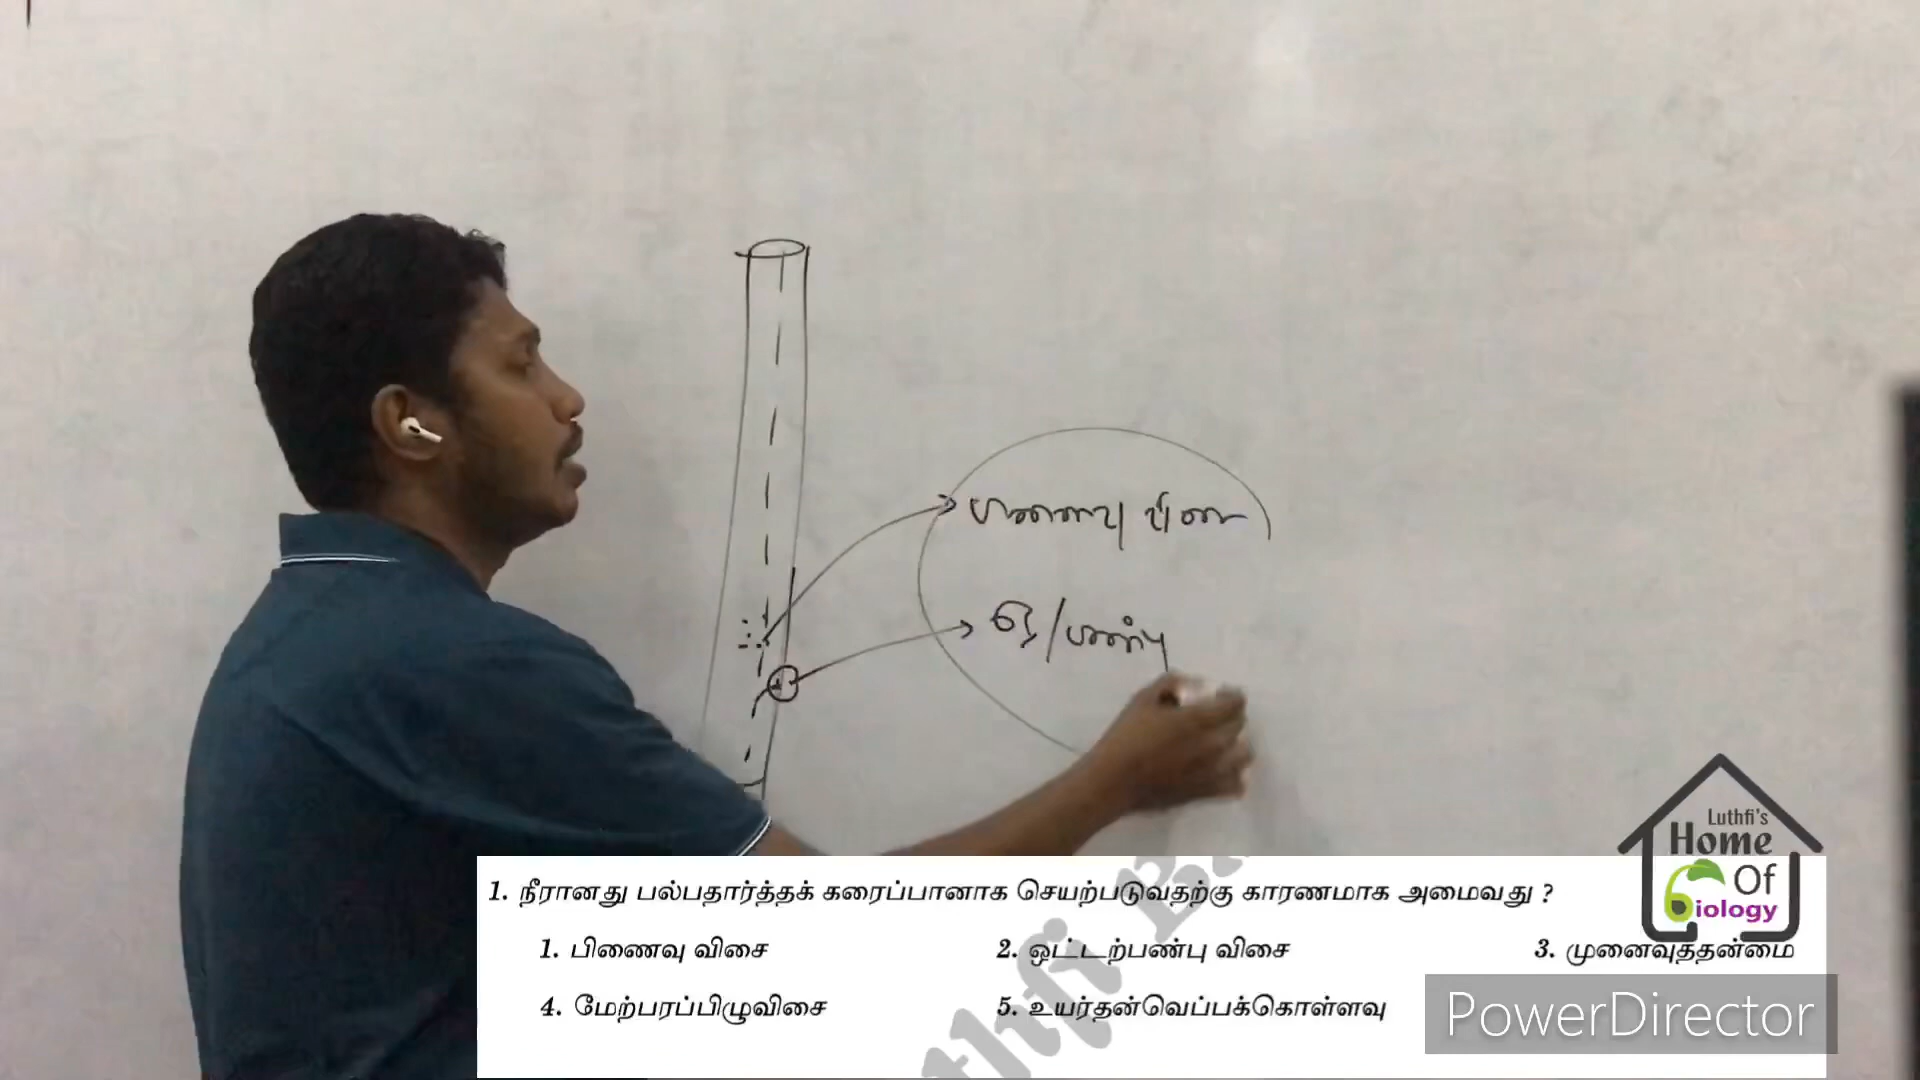 பிணைவு விசை
ஒ/பண்பு
1. நீரானது பல்பதார்த்தக் கரைப்பானாக செயற்படுவதற்கு காரணமாக அமைவது ?
1. பிணைவு விசை 2. ஒட்டற்பண்பு விசை 3. முனைவுத்தன்மை
4. மேற்பரப்பிழுவிசை 5. உயர்தன்வெப்பக்கொள்ளவு
Luthfi's
Home
Of
Biology
PowerDirector